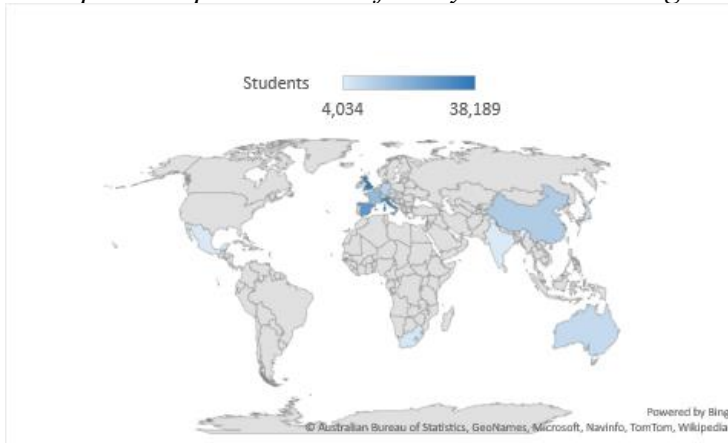 Students
4,034 38,189
Powered by Bing
© Australian Bureau of Statistics, GeoNames, Microsoft, Navinfo, TomTom, Wikipedia